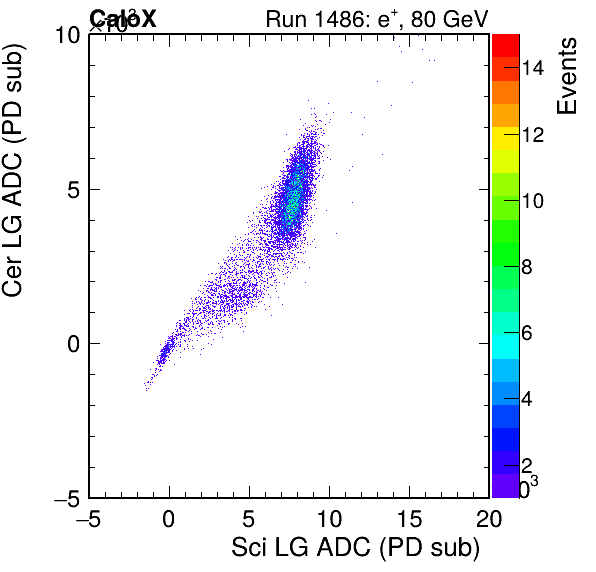 CaloX
×10³
Run 1486: e⁺, 80 GeV
Cer LG ADC (PD sub)
10
5
0
−5
−5 0 5 10 15 20
Sci LG ADC (PD sub)
Events
14
12
10
8
6
4
2